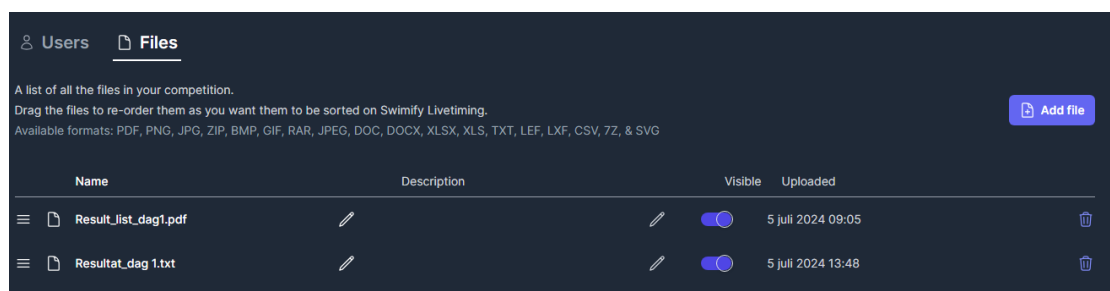 Users Files
A list of all the files in your competition.
Drag the files to re-order them as you want them to be sorted on Swimify Livetiming.
Add file
Available formats: PDF, PNG, JPG, ZIP, BMP, GIF, RAR, JPEG, DOC, DOCX, XLSX, XLS, TXT, LEF, LXF, CSV, 7Z, & SVG
Name Description Visible Uploaded
Result_list_dag1.pdf 5 juli 2024 09:05
Resultat_dag 1.txt 5 juli 2024 13:48